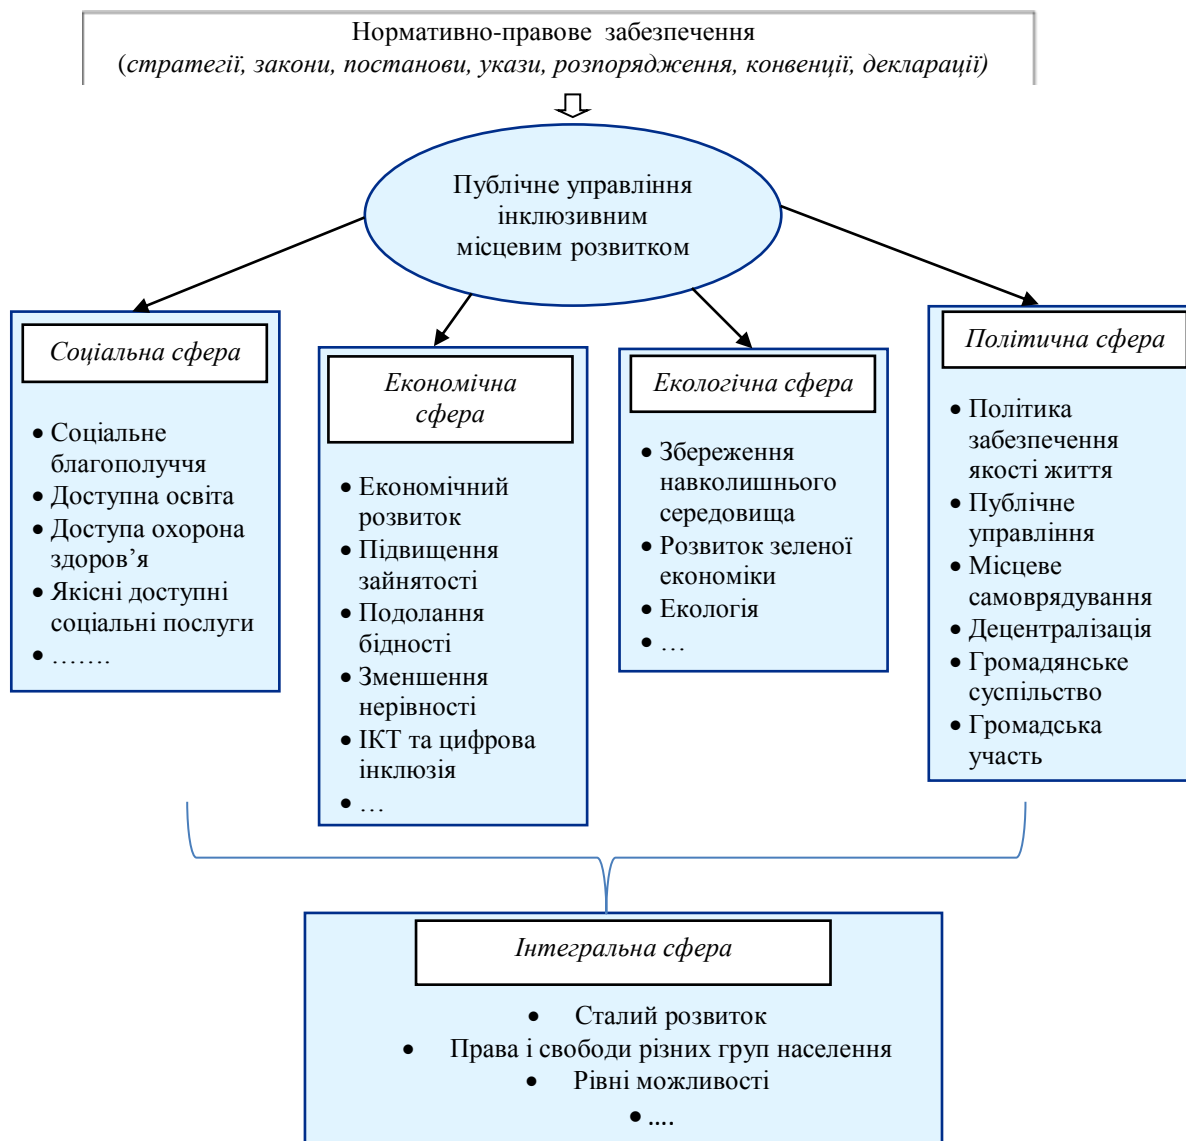 Нормативно-правове забезпечення
(стратегії, закони, постанови, укази, розпорядження, конвенції, декларації)
Публічне управління
інклюзивним
місцевим розвитком
Соціальна сфера
• Соціальне
благополуччя
• Доступна освіта
• Доступа охорона
здоров’я
• Якісні доступні
соціальні послуги
• …….
Економічна
сфера
• Економічний
розвиток
• Підвищення
зайнятості
• Подолання
бідності
• Зменшення
нерівності
• ІКТ та цифрова
інклюзія
• …
Екологічна сфера
• Збереження
навколишнього
середовища
• Розвиток зеленої
економіки
• Екологія
• …
Політична сфера
• Політика
забезпечення
якості життя
• Публічне
управління
• Місцеве
самоврядування
• Децентралізація
• Громадянське
суспільство
• Громадська
участь
Інтегральна сфера
• Сталий розвиток
• Права і свободи різних груп населення
• Рівні можливості
• ....